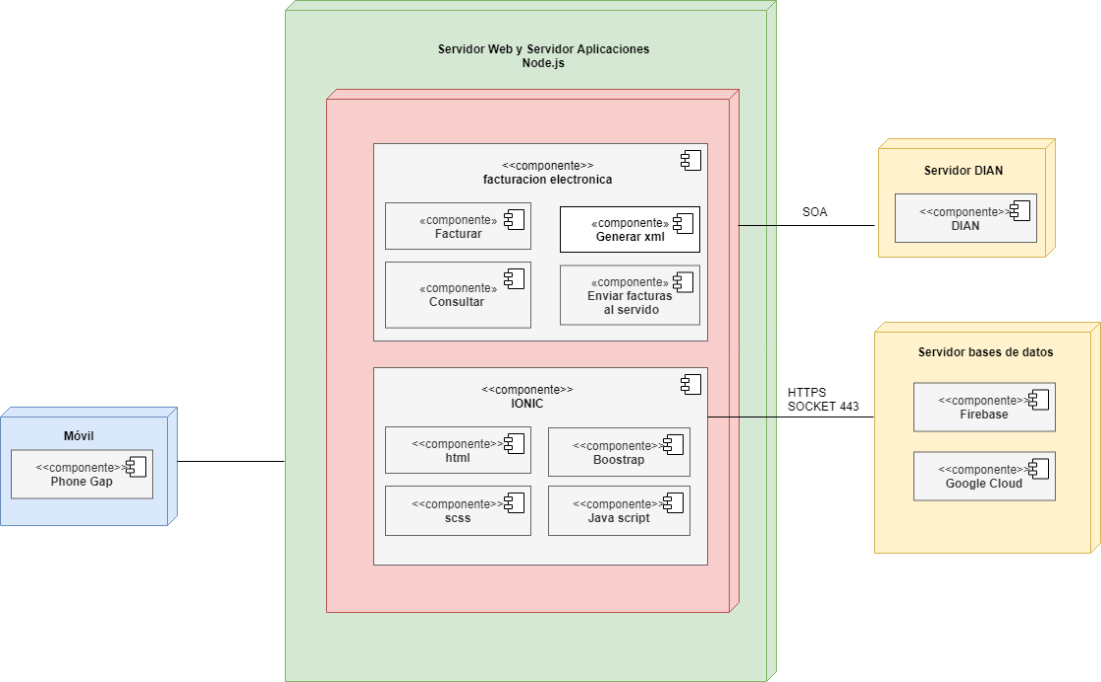 Servidor Web y Servidor Aplicaciones
Node.js
<<componente>>
facturacion electronica
«componente»
Facturar
«componente»
Generar xml
«componente»
Consultar
«componente»
Enviar facturas
al servido
<<componente>>
IONIC
<<componente>>
html
<<componente>>
Boostrap
<<componente>>
scss
<<componente>>
Java script
Móvil
<<componente>>
Phone Gap
SOA
Servidor DIAN
<<componente>>
DIAN
HTTPS
SOCKET 443
Servidor bases de datos
<<componente>>
Firebase
<<componente>>
Google Cloud